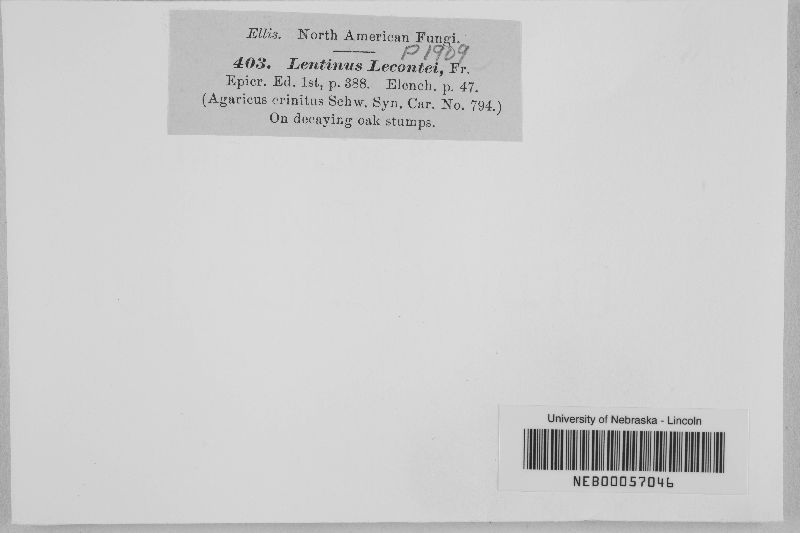 Ellis. North American Fungi.
P1909
403. Lentinus Lecontei, Fr.
Epicr. Ed. 1st, p. 388. Elench. p. 47.
(Agaricus crinitus Schw. Syn. Car. No. 794.)
On decaying oak stumps.
University of Nebraska - Lincoln
NEB00057046